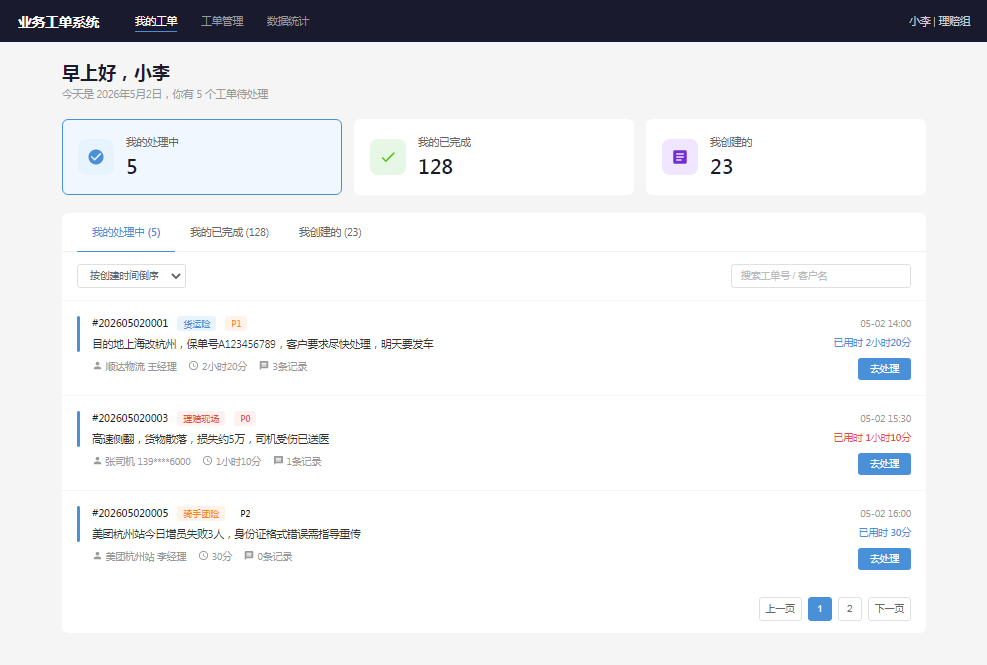 业务工单系统 我的工单 工单管理 数据统计 小李 | 理赔组
早上好，小李
今天是 2026年5月2日，你有 5 个工单待处理
我的处理中
5
我的已完成
128
我创建的
23
我的处理中 (5) 我的已完成 (128) 我创建的 (23)
按创建时间倒序 搜索工单号 / 客户名
#202605020001 货运险 P1 05-02 14:00
目的地上海改杭州，保单号A123456789，客户要求尽快处理，明天要发车 已用时 2小时20分
顺达物流 王经理 2小时20分 3条记录 去处理
#202605020003 理赔现场 P0 05-02 15:30
高速侧翻，货物散落，损失约5万，司机受伤已送医 已用时 1小时10分
张司机 139****6000 1小时10分 1条记录 去处理
#202605020005 骑手团险 P2 05-02 16:00
美团杭州站今日增员失败3人，身份证格式错误需指导重传 已用时 30分
美团杭州站 李经理 30分 0条记录 去处理
上一页 1 2 下一页